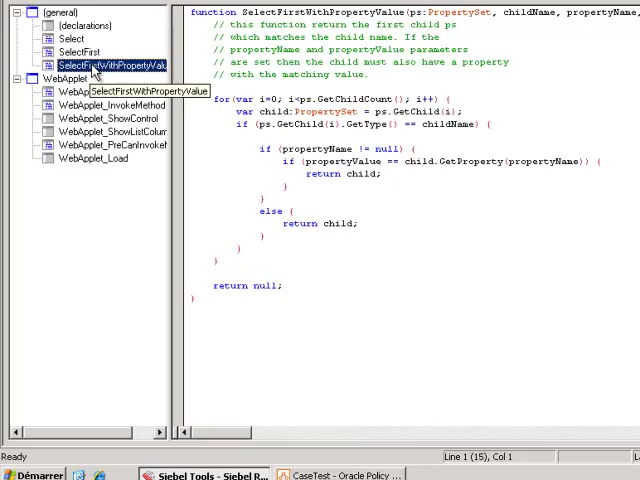 (general)
(declarations)
Select
SelectFirst
SelectFirstWithPropertyValu
WebApplet
WebAp
SelectFirstWithPropertyValue
WebApplet_InvokeMethod
WebApplet_ShowControl
WebApplet_ShowListColum
WebApplet_PreCanInvokeM
WebApplet_Load
function SelectFirstWithPropertyValue(ps:PropertySet, childName, propertyName,
// this function return the first child ps
// which matches the child name. If the
// propertyName and propertyValue parameters
// are set then the child must also have a property
// with the matching value.
for(var i=0; i<ps.GetChildCount(); i++) {
var child:PropertySet = ps.GetChild(i);
if (ps.GetChild(i).GetType() == childName) {
if (propertyName != null) {
if (propertyValue == child.GetProperty(propertyName)) {
return child;
}
}
else {
return child;
}
}
}
return null;
}
Ready
Line 1 (15), Col 1
Démarrer
Siebel Tools - Siebel R...
CaseTest - Oracle Policy ...